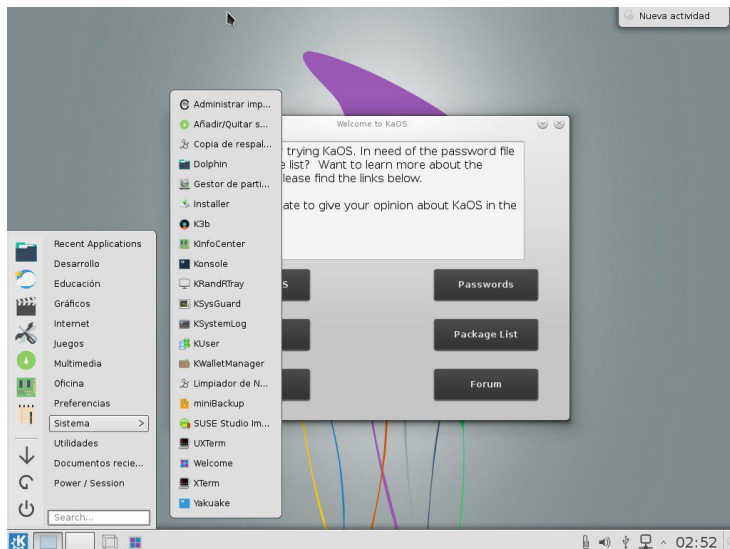 Nueva actividad
Administrar imp...
Añadir/Quitar s...
Copia de respal...
Dolphin
Gestor de parti...
Installer
K3b
KInfoCenter
Konsole
KRandRTray
KSysGuard
KSystemLog
KUser
KWalletManager
Limpiador de N...
miniBackup
SUSE Studio Im...
UXTerm
Welcome
XTerm
Yakuake
Welcome to KaOS
trying KaOS. In need of the password file
list? Want to learn more about the
lease find the links below.
ate to give your opinion about KaOS in the
S
Passwords
Package List
Forum
Recent Applications
Desarrollo
Educación
Gráficos
Internet
Juegos
Multimedia
Oficina
Preferencias
Sistema >
Utilidades
Documentos recie...
Power / Session
Search...
02:52